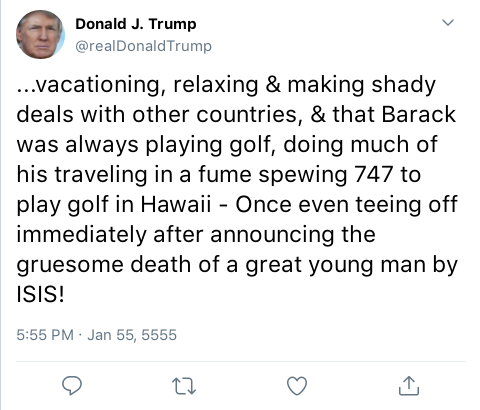 Donald J. Trump
@realDonaldTrump
...vacationing, relaxing & making shady
deals with other countries, & that Barack
was always playing golf, doing much of
his traveling in a fume spewing 747 to
play golf in Hawaii - Once even teeing off
immediately after announcing the
gruesome death of a great young man by
ISIS!
5:55 PM · Jan 55, 5555